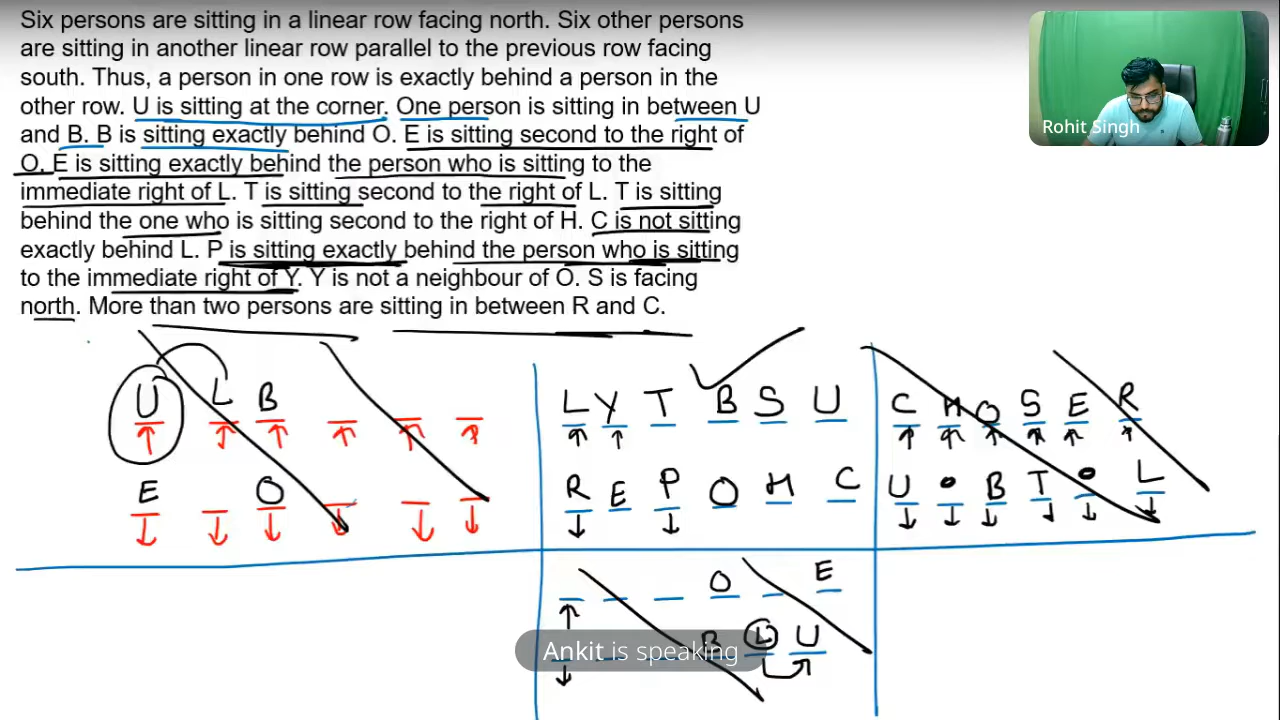 Six persons are sitting in a linear row facing north. Six other persons
are sitting in another linear row parallel to the previous row facing
south. Thus, a person in one row is exactly behind a person in the
other row. U is sitting at the corner. One person is sitting in between U
and B. B is sitting exactly behind O. E is sitting second to the right of
O. E is sitting exactly behind the person who is sitting to the
immediate right of L. T is sitting second to the right of L. T is sitting
behind the one who is sitting second to the right of H. C is not sitting
exactly behind L. P is sitting exactly behind the person who is sitting
to the immediate right of Y. Y is not a neighbour of O. S is facing
north. More than two persons are sitting in between R and C.
Rohit Singh
U L B
E O
L Y T B S U
R E P O H C
C H O S E R
U B T L
O E
B L U
Ankit is speaking